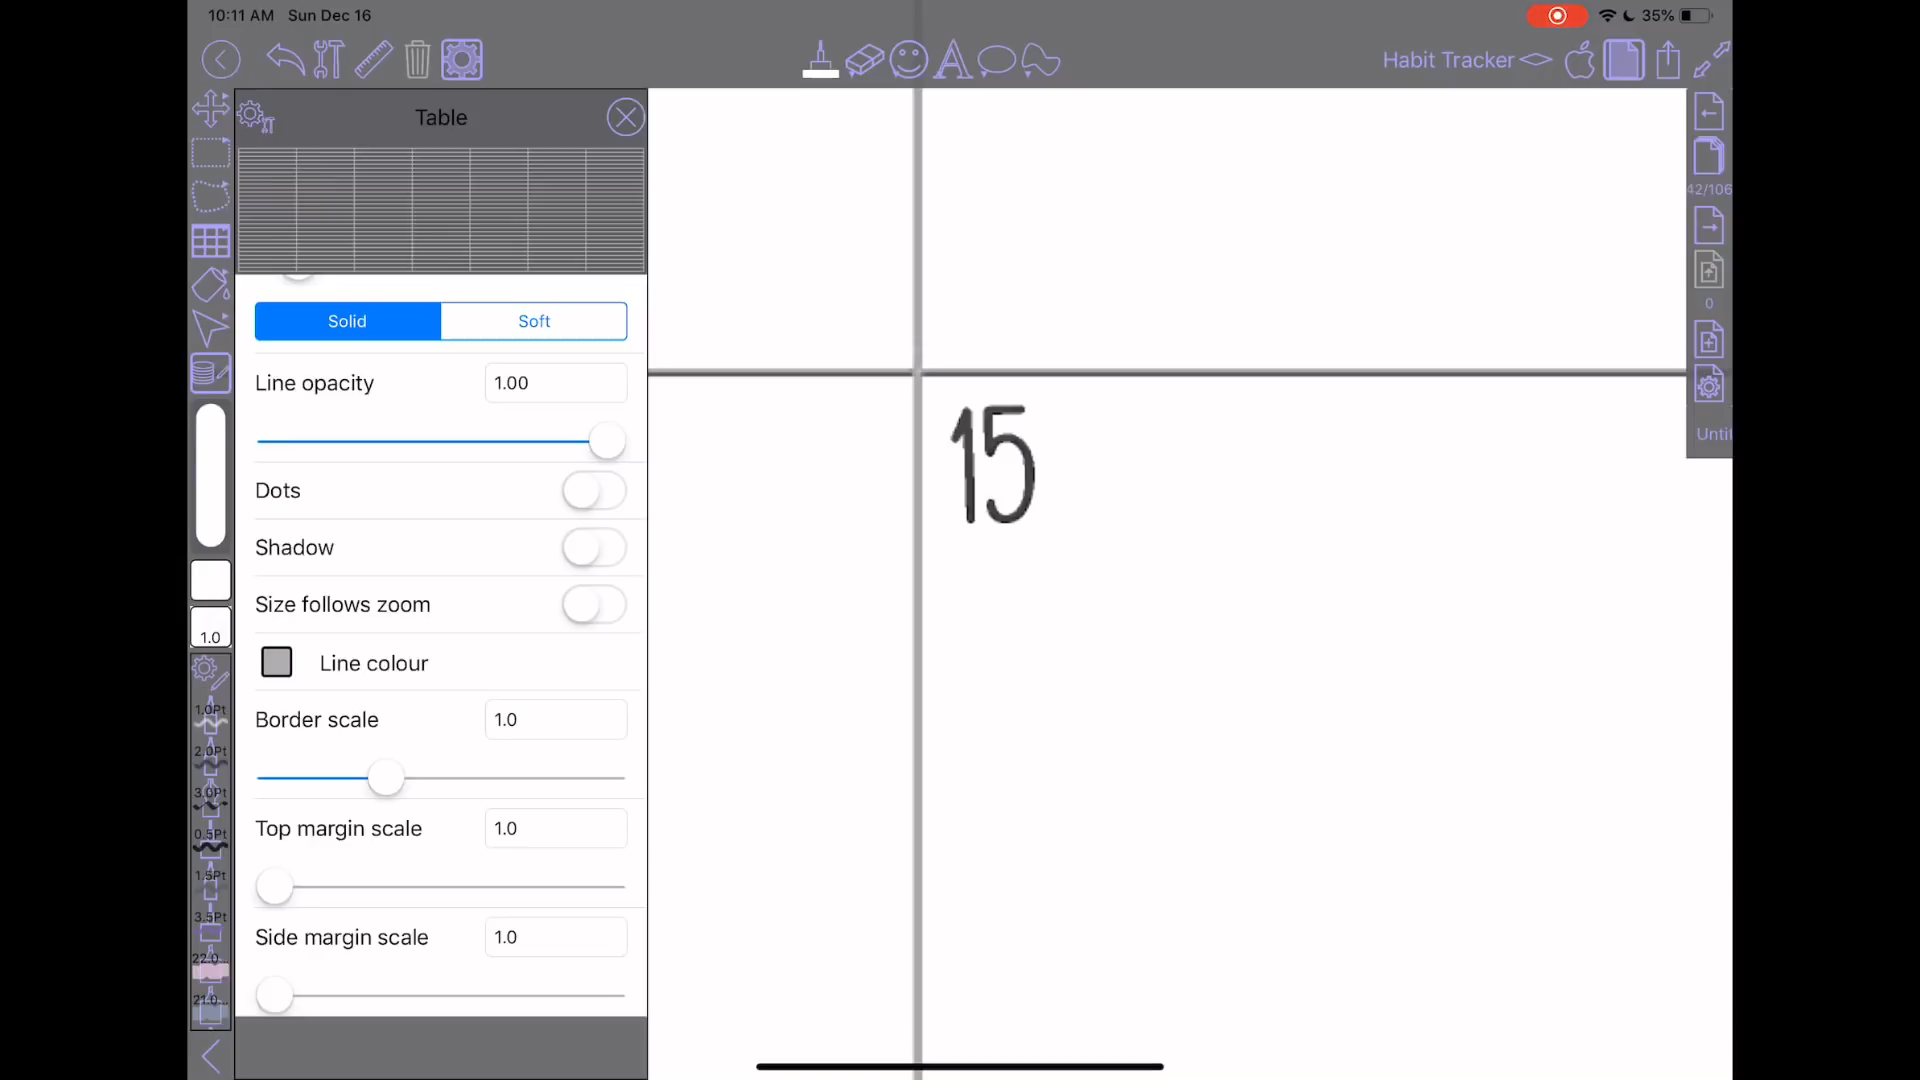 10:11 AM Sun Dec 16
35%
Habit Tracker
Table
Solid
Soft
Line opacity
1.00
Dots
Shadow
Size follows zoom
Line colour
Border scale
1.0
Top margin scale
1.0
Side margin scale
1.0
15
42/106
0
Untit
1.0
1.0Pt
2.0Pt
3.0Pt
0.5Pt
1.5Pt
3.5Pt
22.0...
21.0...